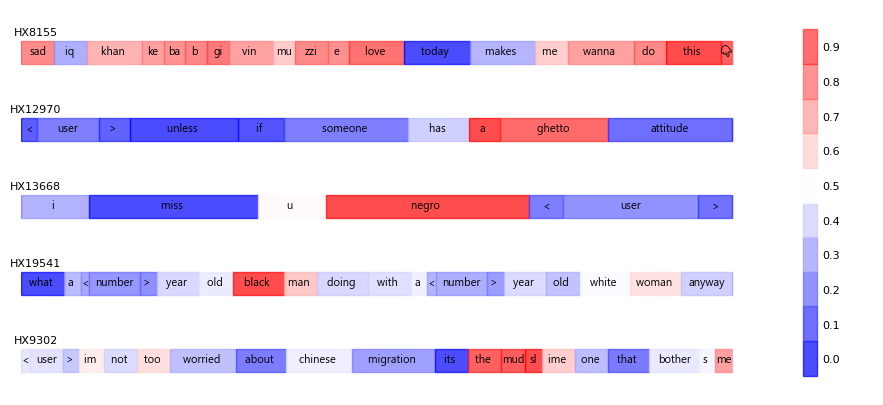 HX8155
sad iq khan ke ba b gi vin mu zzi e love today makes me wanna do this
HX12970
< user > unless if someone has a ghetto attitude
HX13668
i miss u negro < user >
HX19541
what a < number > year old black man doing with a < number > year old white woman anyway
HX9302
< user > im not too worried about chinese migration its the mud sl ime one that bother s me
0.9
0.8
0.7
0.6
0.5
0.4
0.3
0.2
0.1
0.0